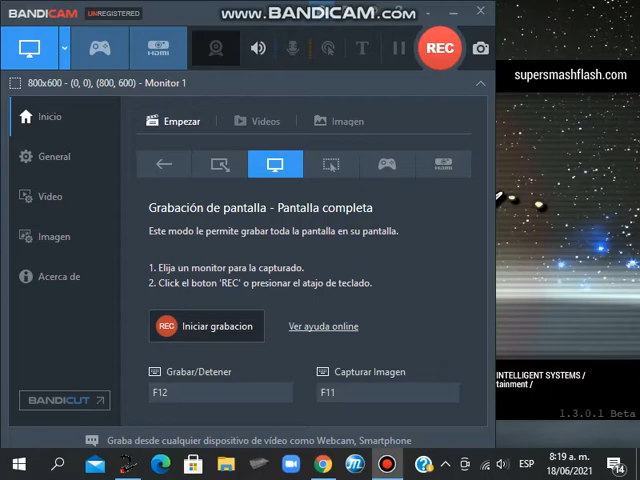 BANDICAM UNREGISTERED
www.BANDICAM.com
HDMI
T
REC
800x600 - (0, 0), (800, 600) - Monitor 1
supersmashflash.com
Inicio
General
Video
Imagen
Acerca de
Empezar
Videos
Imagen
HDMI
Grabación de pantalla - Pantalla completa
Este modo le permite grabar toda la pantalla en su pantalla.
1. Elija un monitor para la capturado.
2. Click el boton 'REC' or presionar el atajo de teclado.
REC Iniciar grabacion
Ver ayuda online
Grabar/Detener
Capturar Imagen
F12
F11
BANDICUT
INTELLIGENT SYSTEMS /
tainment /
1.3.0.1 Beta
Graba desde cualquier dispositivo de vídeo como Webcam, Smartphone
ESP
8:19 a. m.
18/06/2021
14